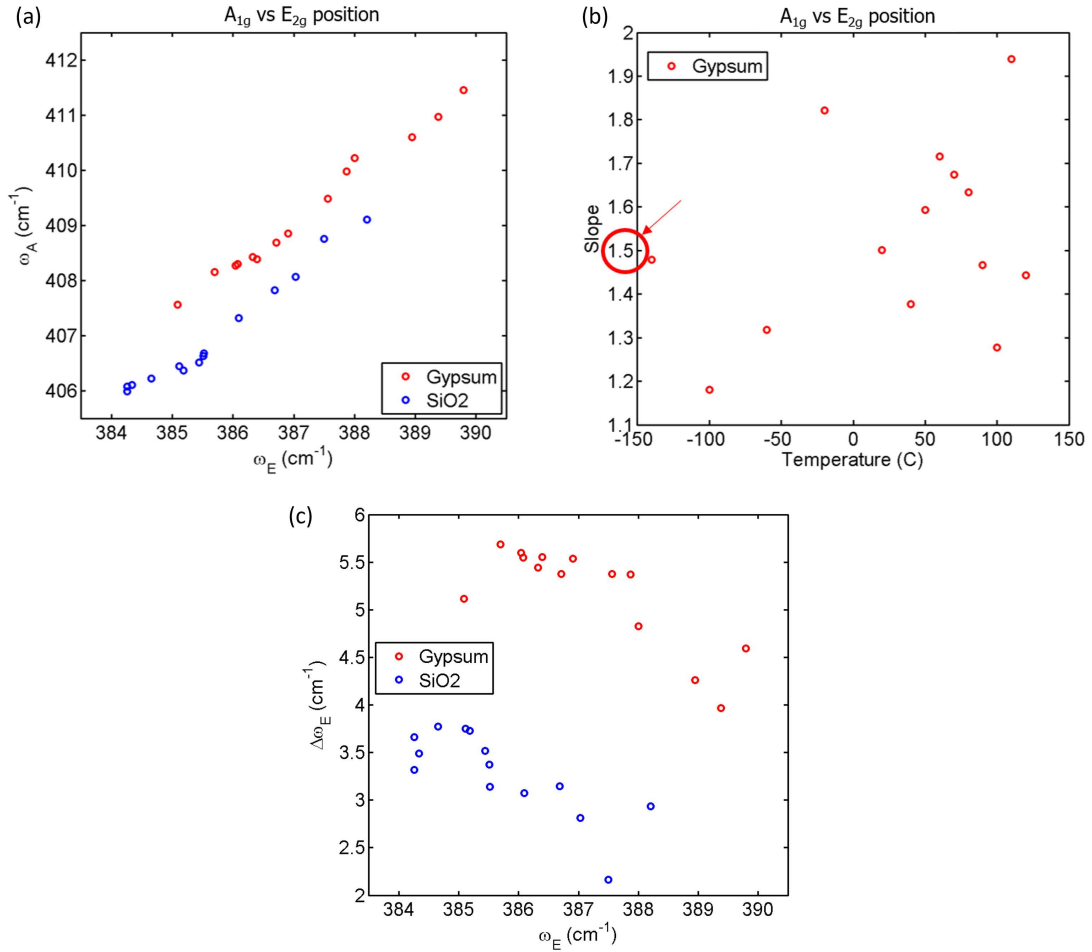 (a)
A1g vs E2g position
412
411
410
409
408
407
406
ωA (cm-1)
Gypsum
SiO2
384 385 386 387 388 389 390
ωE (cm-1)
(b)
A1g vs E2g position
2
1.9
1.8
1.7
1.6
1.5
1.4
1.3
1.2
1.1
Slope
Gypsum
-150 -100 -50 0 50 100 150
Temperature (C)
(c)
6
5.5
5
4.5
4
3.5
3
2.5
2
ΔωE (cm-1)
Gypsum
SiO2
384 385 386 387 388 389 390
ωE (cm-1)